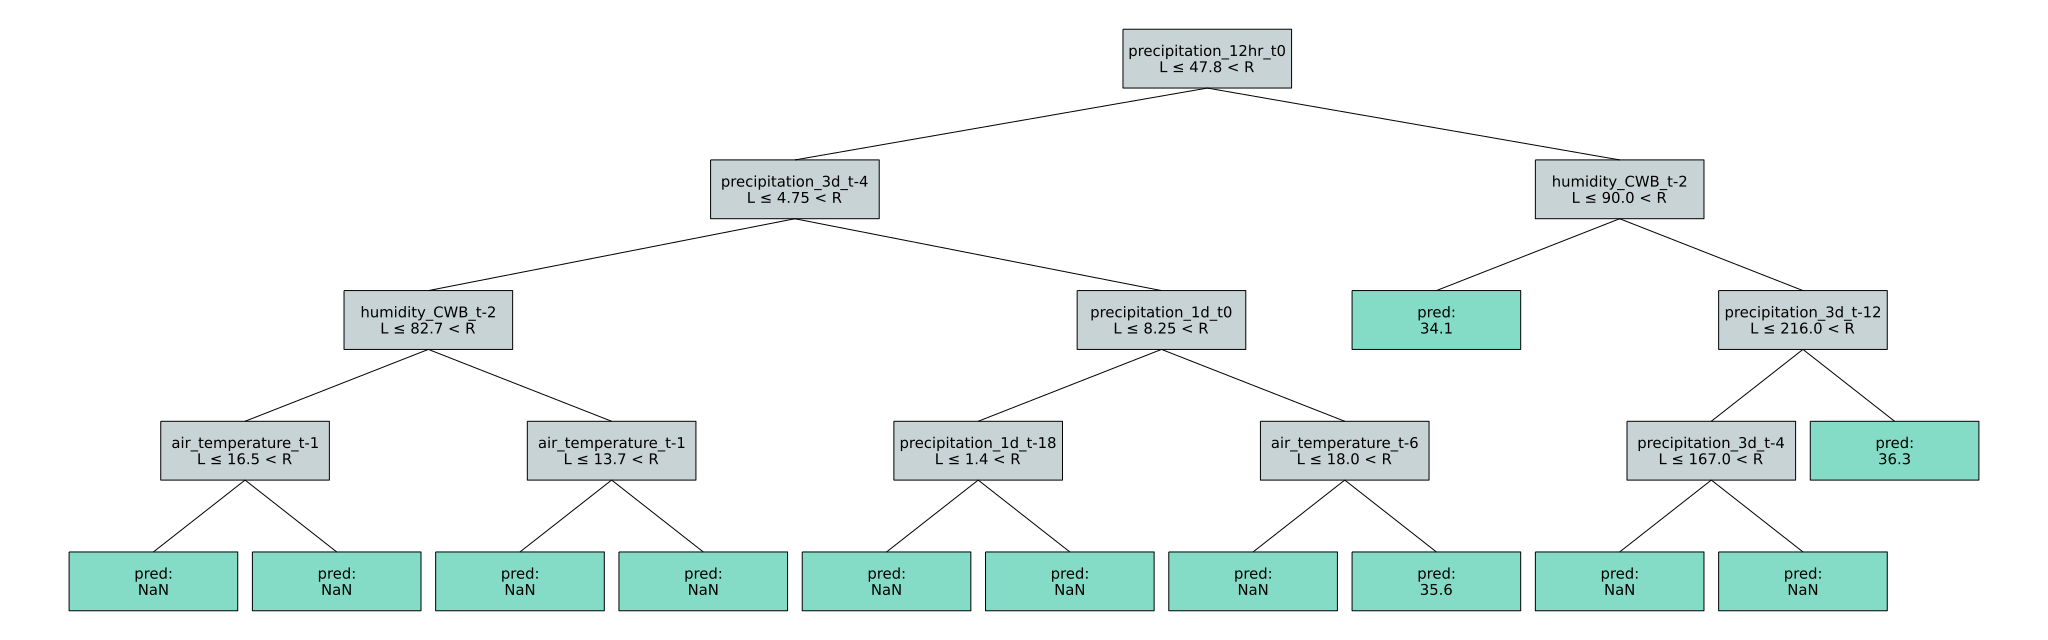 precipitation_12hr_t0
L ≤ 47.8 < R
precipitation_3d_t-4
L ≤ 4.75 < R
humidity_CWB_t-2
L ≤ 90.0 < R
humidity_CWB_t-2
L ≤ 82.7 < R
precipitation_1d_t0
L ≤ 8.25 < R
pred:
34.1
precipitation_3d_t-12
L ≤ 216.0 < R
air_temperature_t-1
L ≤ 16.5 < R
air_temperature_t-1
L ≤ 13.7 < R
precipitation_1d_t-18
L ≤ 1.4 < R
air_temperature_t-6
L ≤ 18.0 < R
precipitation_3d_t-4
L ≤ 167.0 < R
pred:
36.3
pred:
NaN
pred:
NaN
pred:
NaN
pred:
NaN
pred:
NaN
pred:
NaN
pred:
NaN
pred:
35.6
pred:
NaN
pred:
NaN